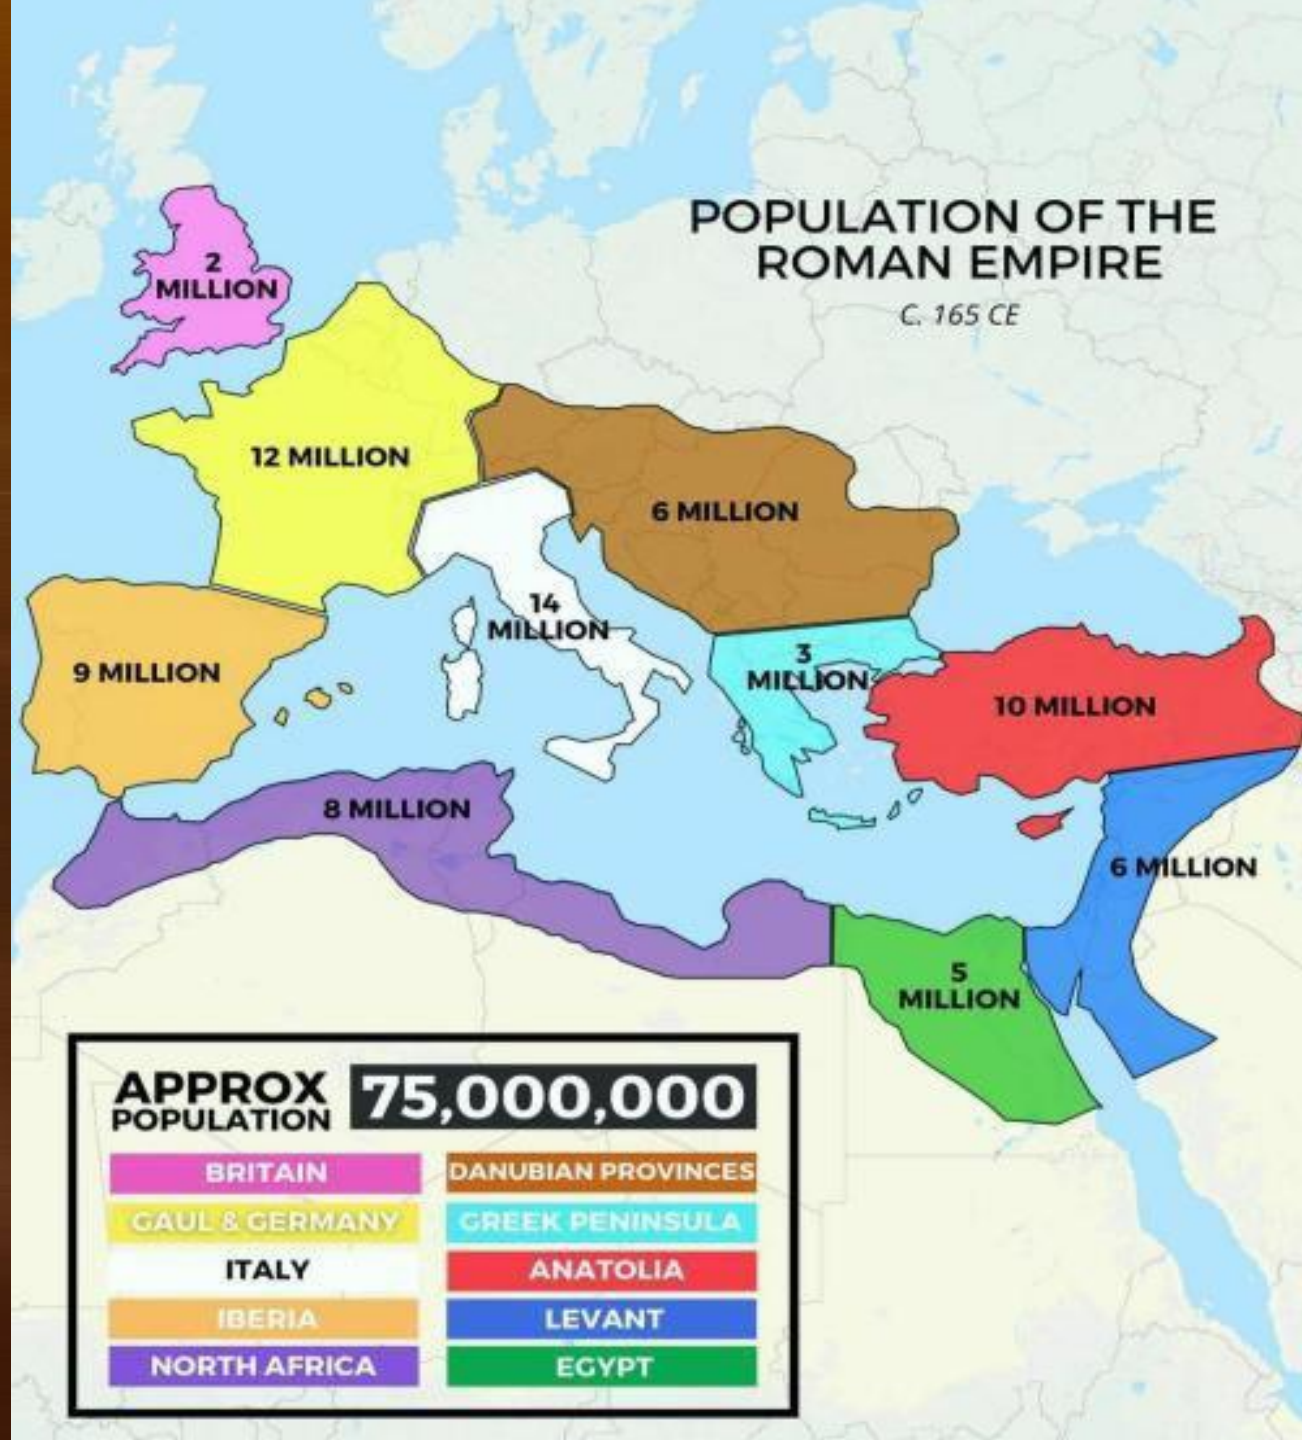 POPULATION OF THE
ROMAN EMPIRE
C. 165 CE
2
MILLION
12 MILLION
6 MILLION
14
MILLION
9 MILLION
3
MILLION
10 MILLION
8 MILLION
6 MILLION
5
MILLION
APPROX
POPULATION
75,000,000
BRITAIN
DANUBIAN PROVINCES
GAUL & GERMANY
GREEK PENINSULA
ITALY
ANATOLIA
IBERIA
LEVANT
NORTH AFRICA
EGYPT